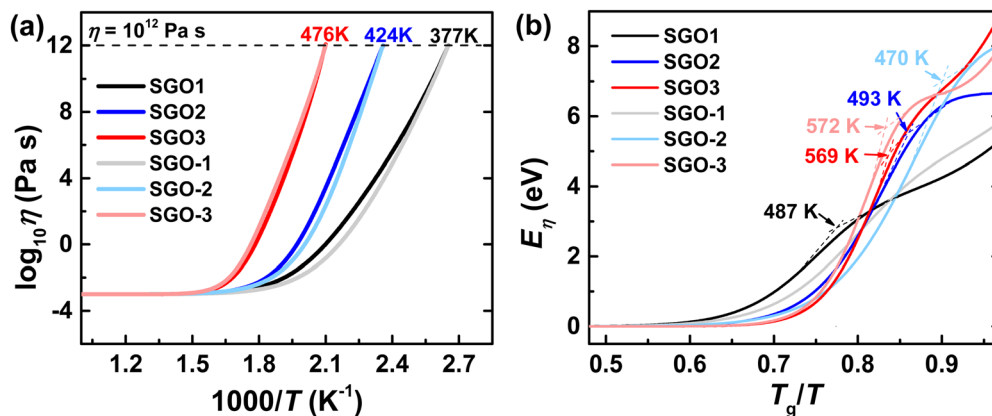 (a)
η = 10¹² Pa s
476K
424K
377K
12
8
4
0
-4
log₁₀ η (Pa s)
SGO1
SGO2
SGO3
SGO-1
SGO-2
SGO-3
1.2
1.5
1.8
2.1
2.4
2.7
1000/T (K⁻¹)
(b)
8
6
4
2
0
Eη (eV)
SGO1
SGO2
SGO3
SGO-1
SGO-2
SGO-3
470 K
493 K
572 K
569 K
487 K
0.5
0.6
0.7
0.8
0.9
Tg/T